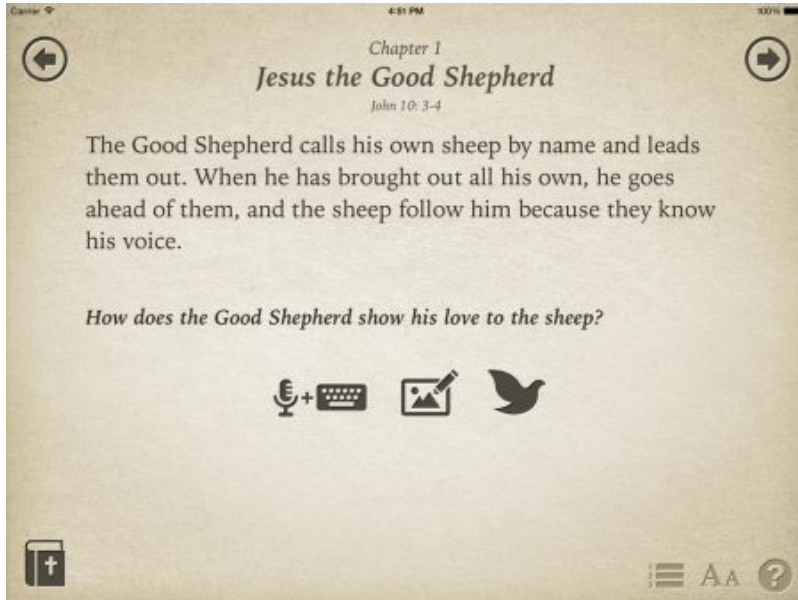 Carrier 4:51 PM 100%
Chapter 1
Jesus the Good Shepherd
John 10: 3-4
The Good Shepherd calls his own sheep by name and leads
them out. When he has brought out all his own, he goes
ahead of them, and the sheep follow him because they know
his voice.
How does the Good Shepherd show his love to the sheep?
+
1
2
3
AA
?